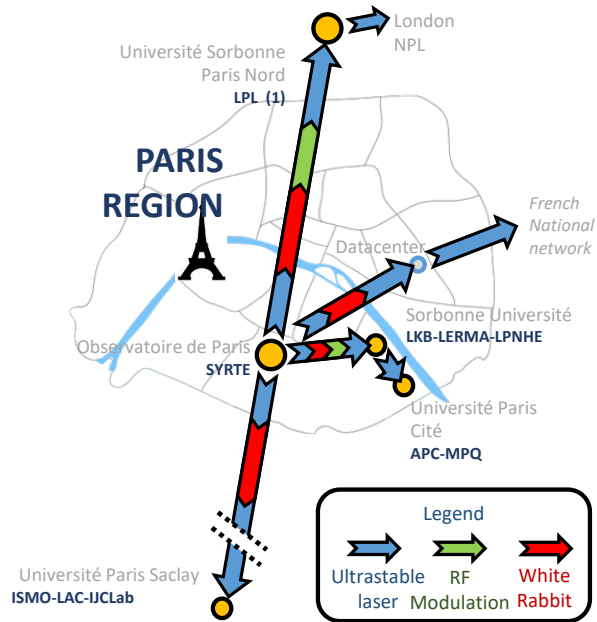 London
NPL
Université Sorbonne
Paris Nord
LPL (1)
PARIS
REGION
French
National
network
Datacenter
Sorbonne Université
LKB-LERMA-LPNHE
Observatoire de Paris
SYRTE
Université Paris
Cité
APC-MPQ
Université Paris Saclay
ISMO-LAC-IJCLab
Legend
Ultrastable
laser
RF
Modulation
White
Rabbit